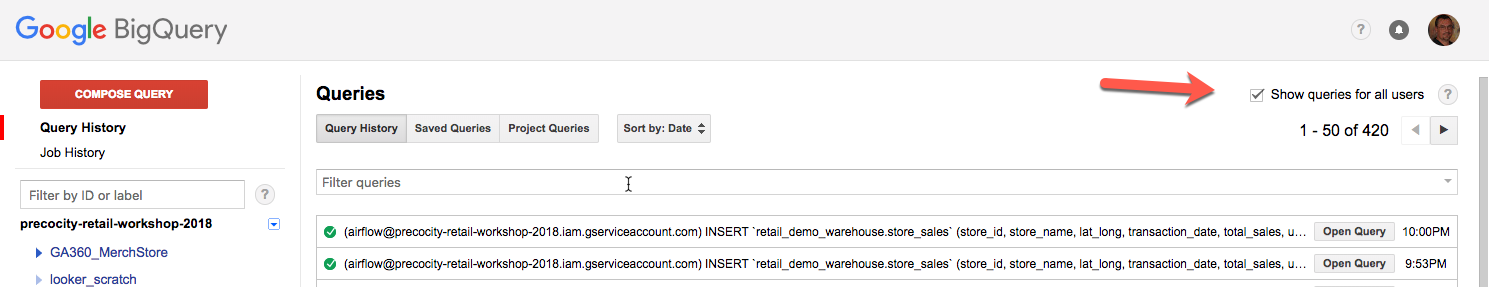 Google BigQuery
?
COMPOSE QUERY
Query History
Job History
Filter by ID or label
?
precocity-retail-workshop-2018
GA360_MerchStore
looker_scratch
Queries
Show queries for all users
?
Query History Saved Queries Project Queries Sort by: Date
1 - 50 of 420
Filter queries
(airflow@precocity-retail-workshop-2018.iam.gserviceaccount.com) INSERT `retail_demo_warehouse.store_sales` (store_id, store_name, lat_long, transaction_date, total_sales, u… Open Query 10:00PM
(airflow@precocity-retail-workshop-2018.iam.gserviceaccount.com) INSERT `retail_demo_warehouse.store_sales` (store_id, store_name, lat_long, transaction_date, total_sales, u… Open Query 9:53PM